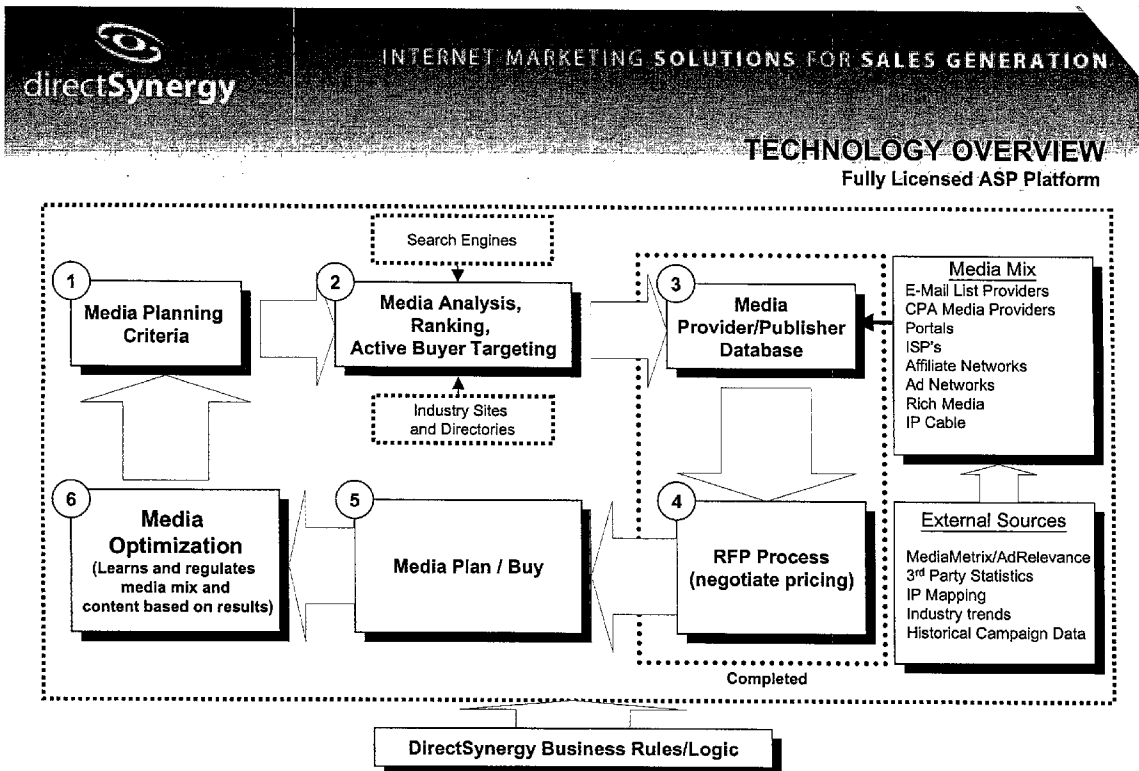 directSynergy
INTERNET MARKETING SOLUTIONS FOR SALES GENERATION
TECHNOLOGY OVERVIEW
Fully Licensed ASP Platform
Search Engines
1
Media Planning
Criteria
2
Media Analysis,
Ranking,
Active Buyer Targeting
Industry Sites
and Directories
3
Media
Provider/Publisher
Database
Media Mix
E-Mail List Providers
CPA Media Providers
Portals
ISP's
Affiliate Networks
Ad Networks
Rich Media
IP Cable
6
Media
Optimization
(Learns and regulates
media mix and
content based on results)
5
Media Plan / Buy
4
RFP Process
(negotiate pricing)
External Sources
MediaMetrix/AdRelevance
3rd Party Statistics
IP Mapping
Industry trends
Historical Campaign Data
Completed
DirectSynergy Business Rules/Logic